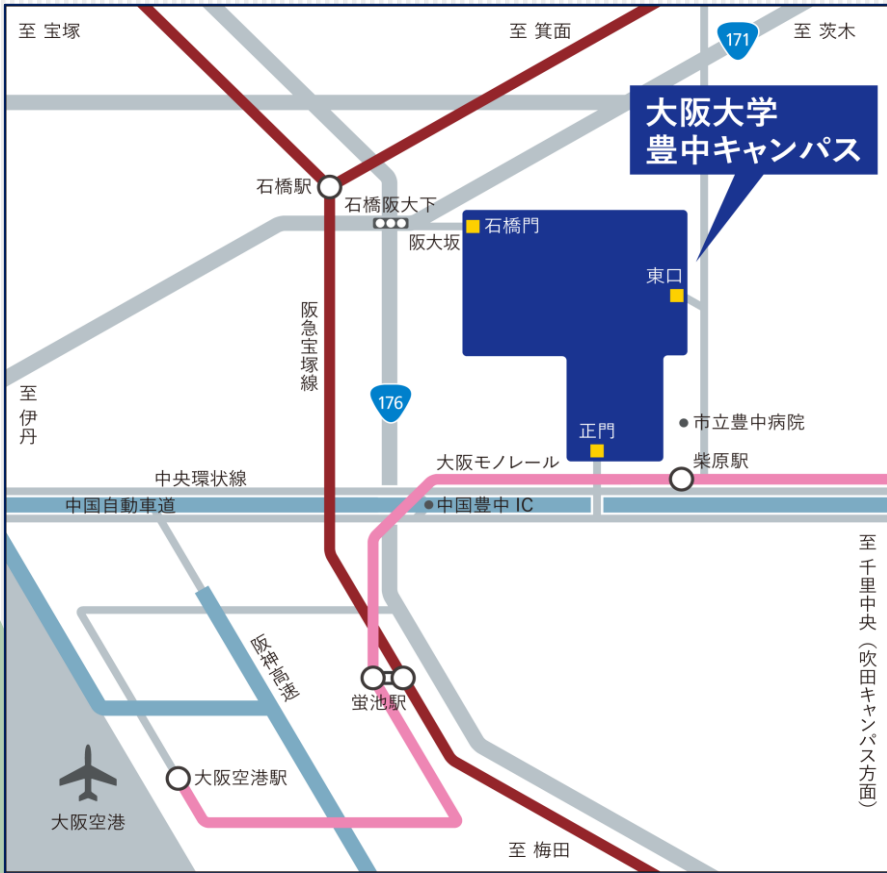 至 宝塚
至 箕面
171
至 茨木
大阪大学
豊中キャンパス
石橋駅
石橋阪大下
石橋門
阪大坂
東口
阪急宝塚線
至 伊丹
176
正門
市立豊中病院
大阪モノレール
柴原駅
中央環状線
中国自動車道
中国豊中 IC
至 千里中央（吹田キャンパス方面）
阪神高速
蛍池駅
大阪空港駅
大阪空港
至 梅田